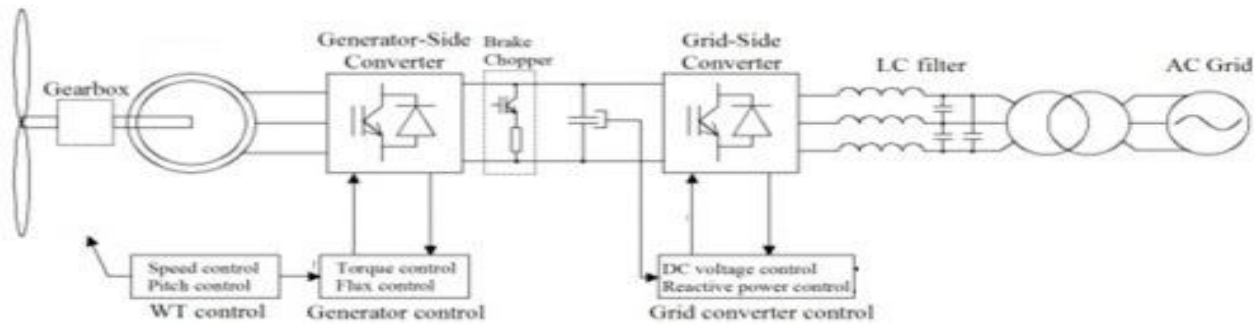 Generator-Side
Converter
Brake
Chopper
Grid-Side
Converter
LC filter
AC Grid
Gearbox
Speed control
Pitch control
WT control
Torque control
Flux control
Generator control
DC voltage control
Reactive power control
Grid converter control